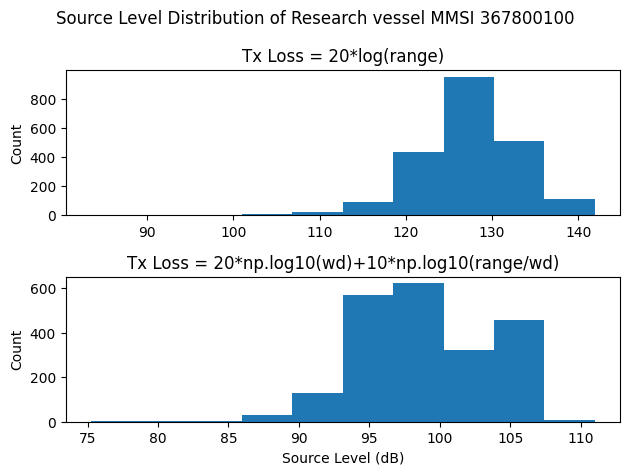 Source Level Distribution of Research vessel MMSI 367800100
Tx Loss = 20*log(range)
Count
800
600
400
200
0
90 100 110 120 130 140
Tx Loss = 20*np.log10(wd)+10*np.log10(range/wd)
Count
600
400
200
0
75 80 85 90 95 100 105 110
Source Level (dB)